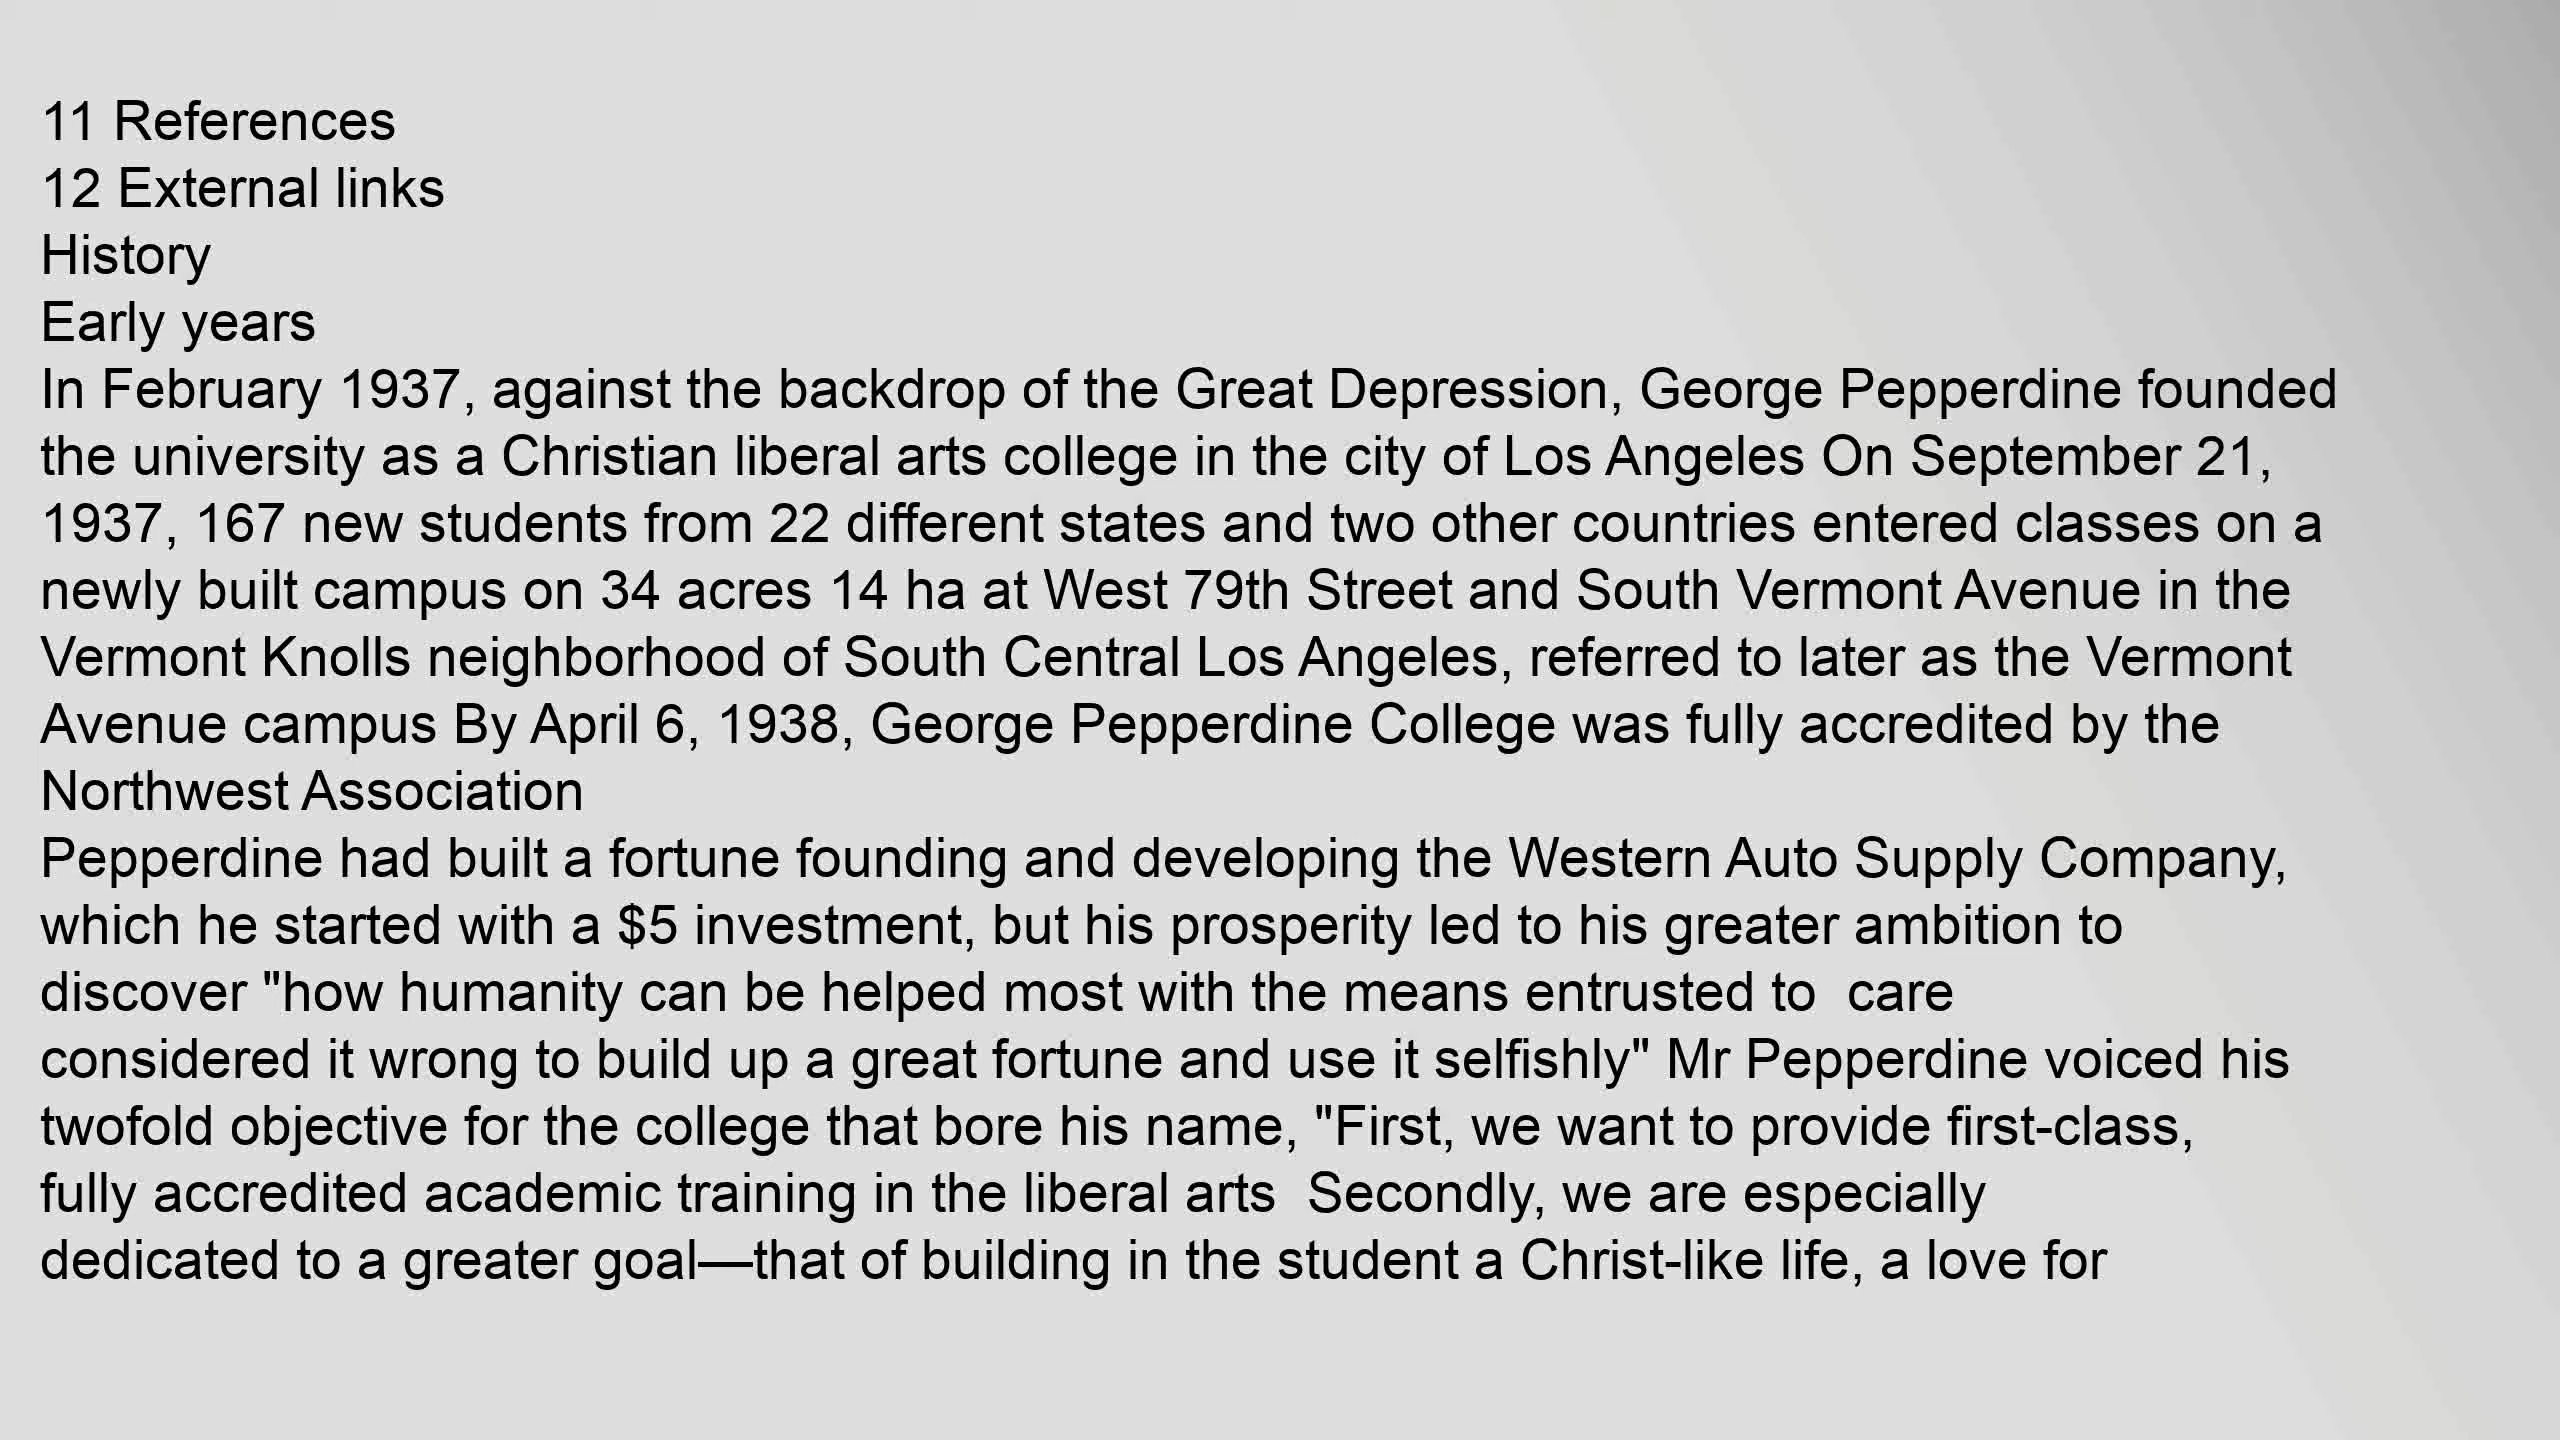 11 References
12 External links
History
Early years
In February 1937, against the backdrop of the Great Depression, George Pepperdine founded
the university as a Christian liberal arts college in the city of Los Angeles On September 21,
1937, 167 new students from 22 different states and two other countries entered classes on a
newly built campus on 34 acres 14 ha at West 79th Street and South Vermont Avenue in the
Vermont Knolls neighborhood of South Central Los Angeles, referred to later as the Vermont
Avenue campus By April 6, 1938, George Pepperdine College was fully accredited by the
Northwest Association
Pepperdine had built a fortune founding and developing the Western Auto Supply Company,
which he started with a $5 investment, but his prosperity led to his greater ambition to
discover "how humanity can be helped most with the means entrusted to  care
considered it wrong to build up a great fortune and use it selfishly" Mr Pepperdine voiced his
twofold objective for the college that bore his name, "First, we want to provide first-class,
fully accredited academic training in the liberal arts  Secondly, we are especially
dedicated to a greater goal—that of building in the student a Christ-like life, a love for